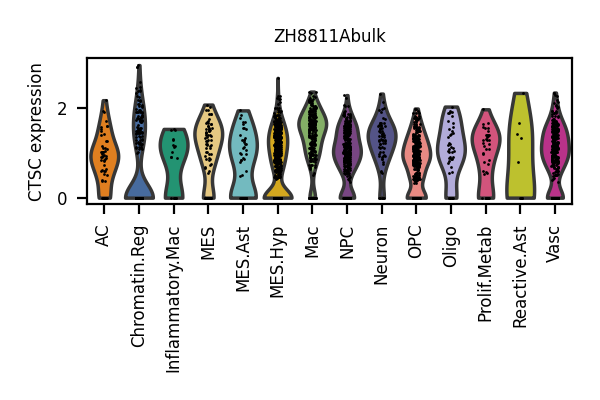 ZH8811Abulk
CTSC expression
2
0
AC
Chromatin.Reg
Inflammatory.Mac
MES
MES.Ast
MES.Hyp
Mac
NPC
Neuron
OPC
Oligo
Prolif.Metab
Reactive.Ast
Vasc